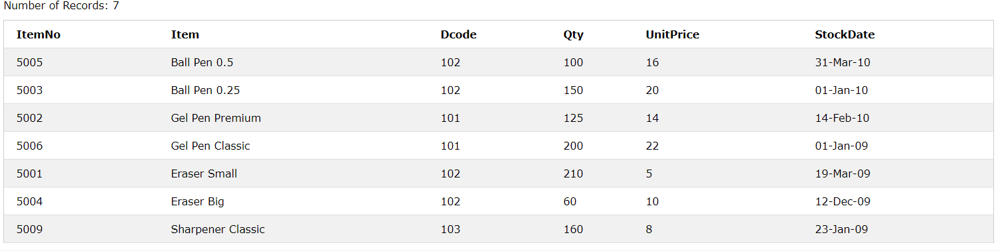 Number of Records: 7
ItemNo Item Dcode Qty UnitPrice StockDate
5005 Ball Pen 0.5 102 100 16 31-Mar-10
5003 Ball Pen 0.25 102 150 20 01-Jan-10
5002 Gel Pen Premium 101 125 14 14-Feb-10
5006 Gel Pen Classic 101 200 22 01-Jan-09
5001 Eraser Small 102 210 5 19-Mar-09
5004 Eraser Big 102 60 10 12-Dec-09
5009 Sharpener Classic 103 160 8 23-Jan-09